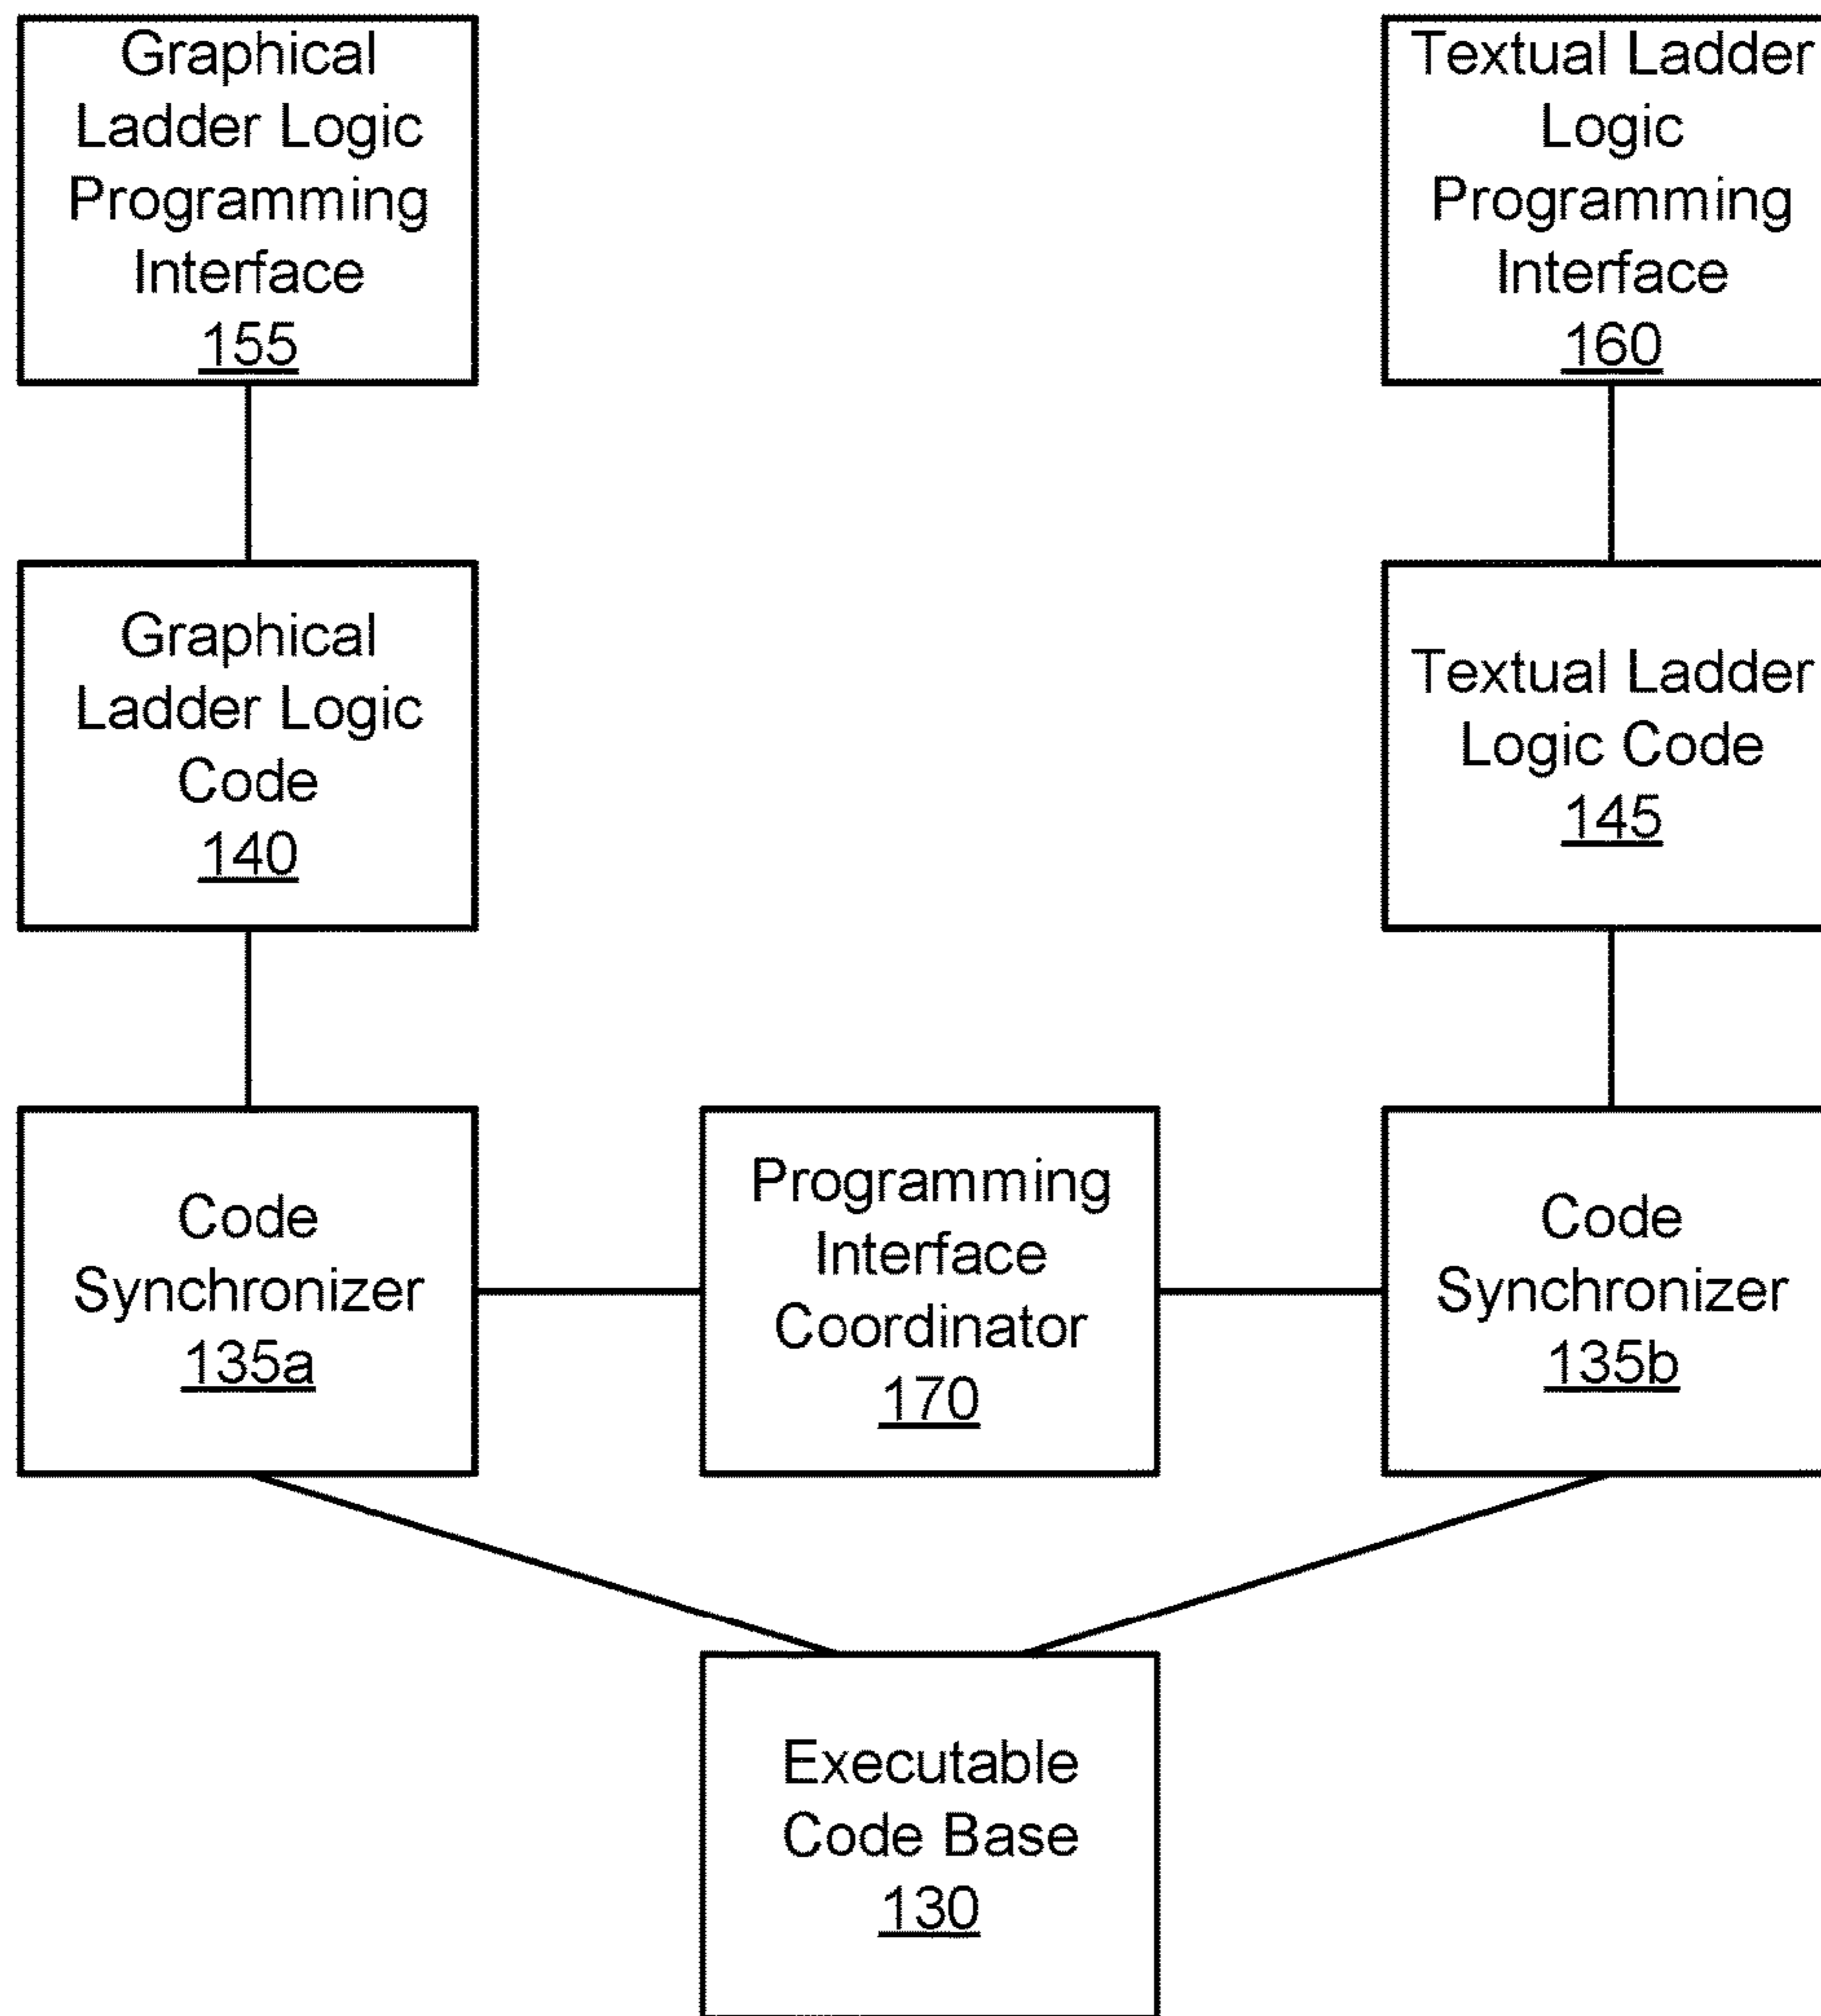 Graphical
Ladder Logic
Programming
Interface
155
Textual Ladder
Logic
Programming
Interface
160
Graphical
Ladder Logic
Code
140
Textual Ladder
Logic Code
145
Code
Synchronizer
135a
Programming
Interface
Coordinator
170
Code
Synchronizer
135b
Executable
Code Base
130